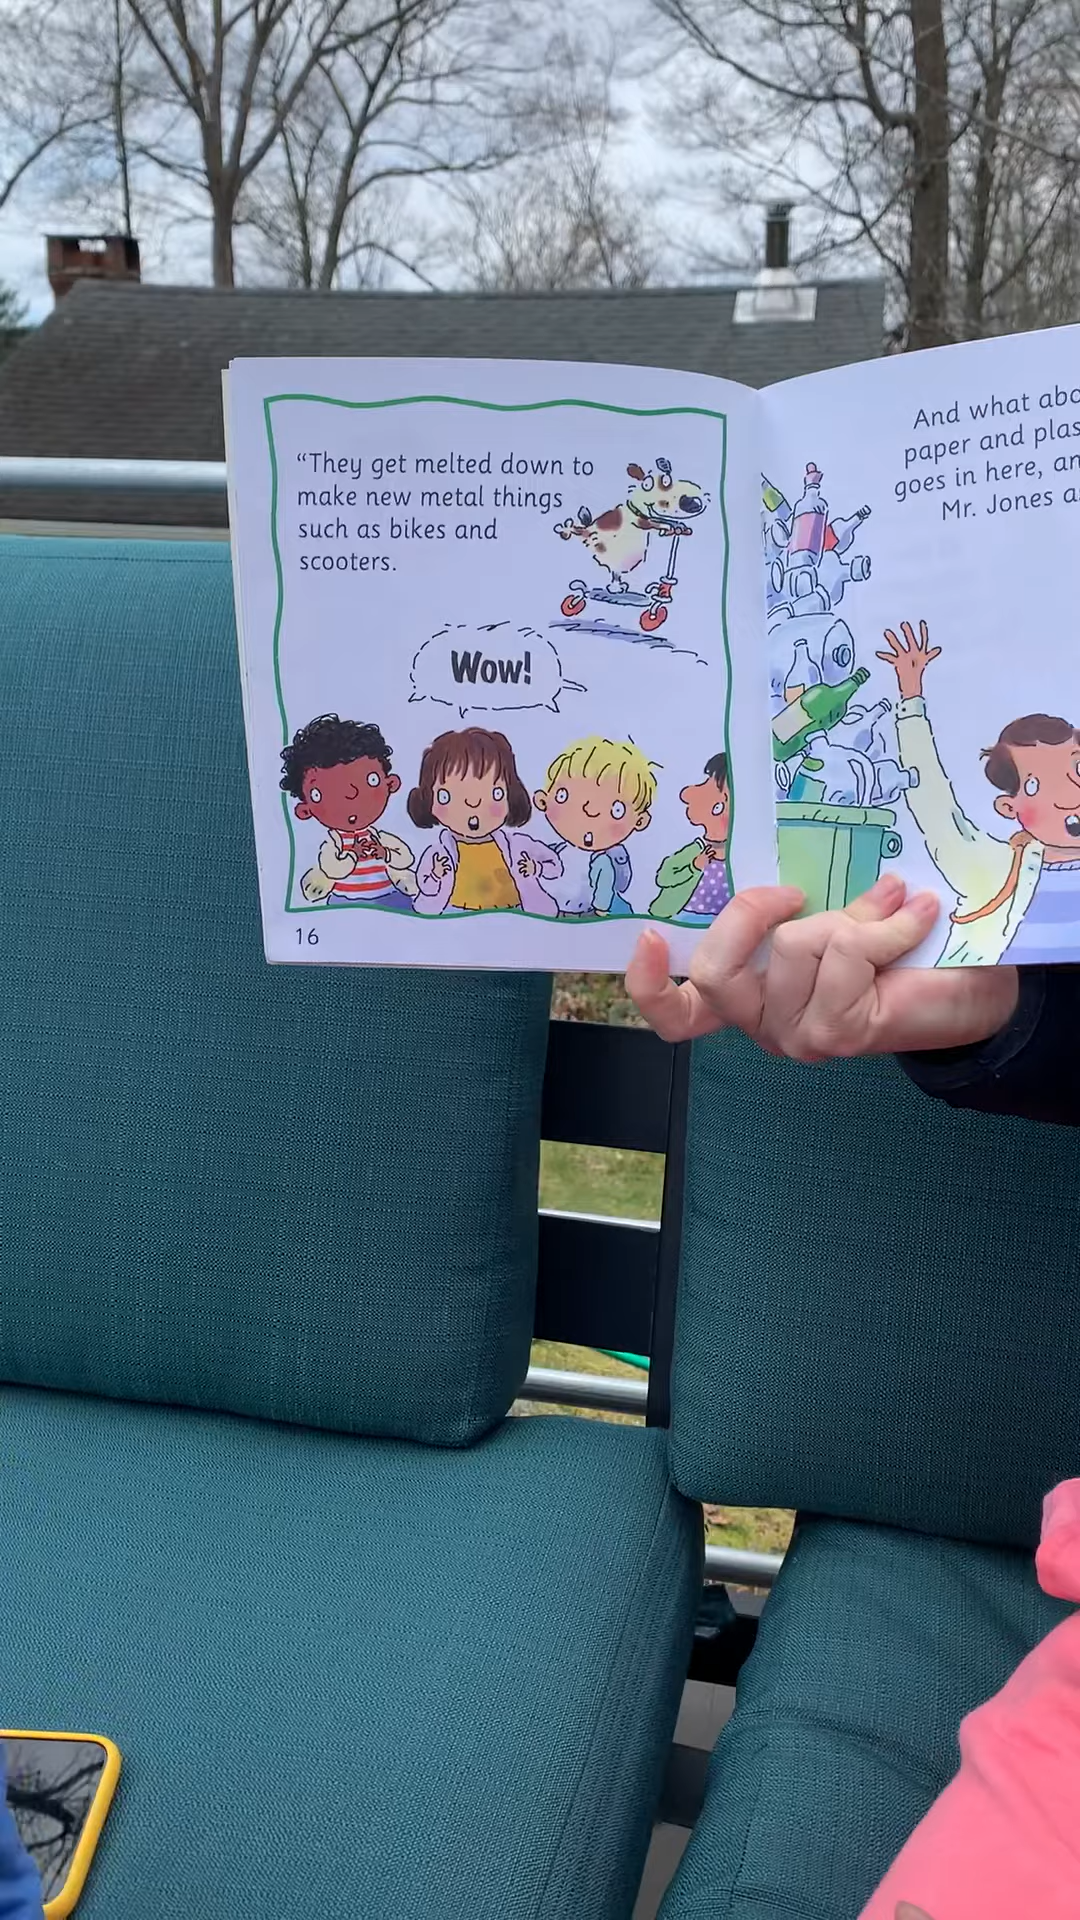 “They get melted down to
make new metal things
such as bikes and
scooters.
Wow!
16
And what
paper and
goes in here,
Mr. Jones